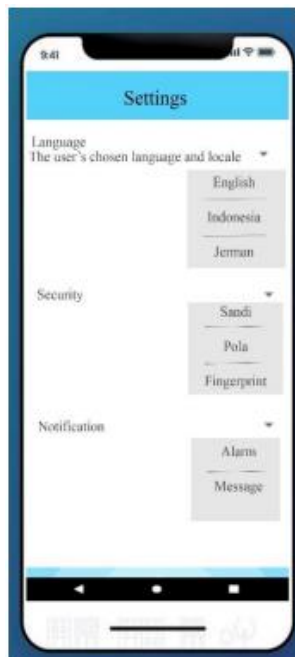 9:41
Settings
Language
The user's chosen language and locale
English
Indonesia
Jerman
Security
Sandi
Pola
Fingerprint
Notification
Alarm
Message